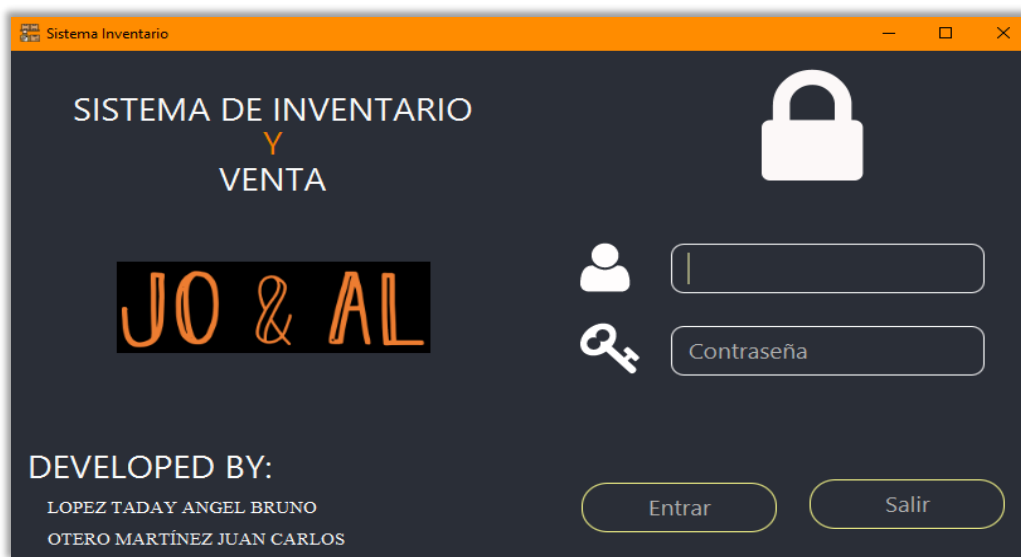 Sistema Inventario
SISTEMA DE INVENTARIO
Y
VENTA
JO & AL
Contraseña
DEVELOPED BY:
LOPEZ TADAY ANGEL BRUNO
OTERO MARTÍNEZ JUAN CARLOS
Entrar
Salir